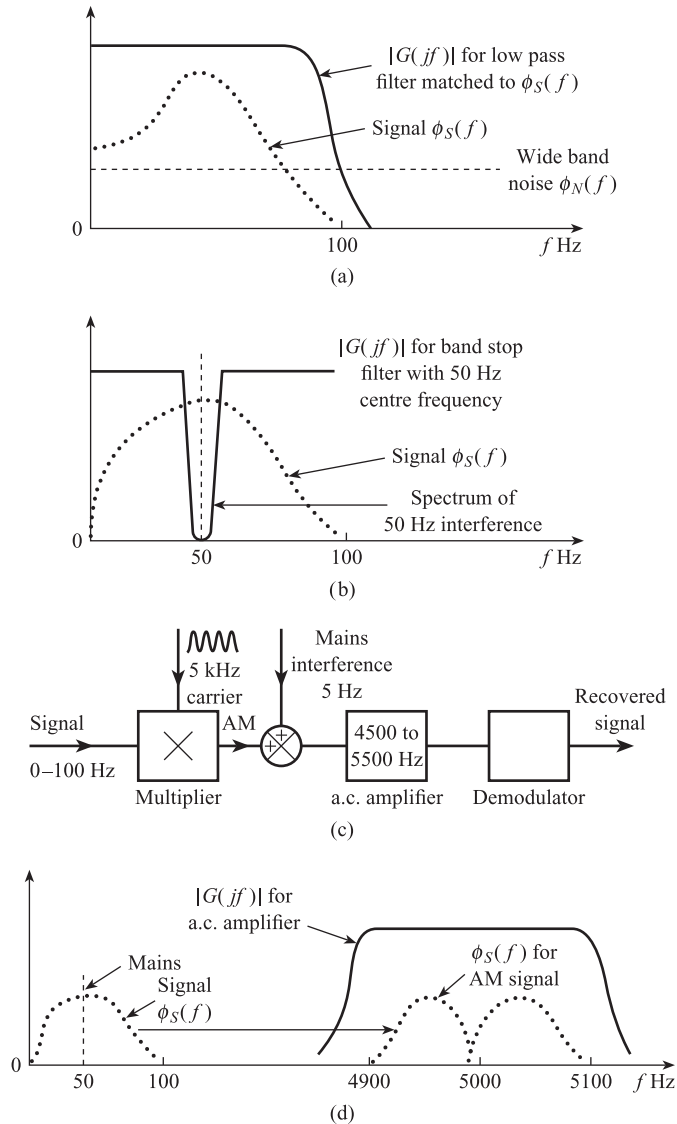 |G(jf)| for low pass
filter matched to ϕS(f)
Signal ϕS(f)
Wide band
noise ϕN(f)
0
100
f Hz
(a)
|G(jf)| for band stop
filter with 50 Hz
centre frequency
Signal ϕS(f)
Spectrum of
50 Hz interference
0
50
100
f Hz
(b)
5 kHz
carrier
Mains
interference
5 Hz
Signal
0–100 Hz
AM
+
+
4500 to
5500 Hz
Recovered
signal
Multiplier
a.c. amplifier
Demodulator
(c)
|G(jf)| for
a.c. amplifier
Mains
Signal
ϕS(f)
ϕS(f) for
AM signal
0
50
100
4900
5000
5100
f Hz
(d)